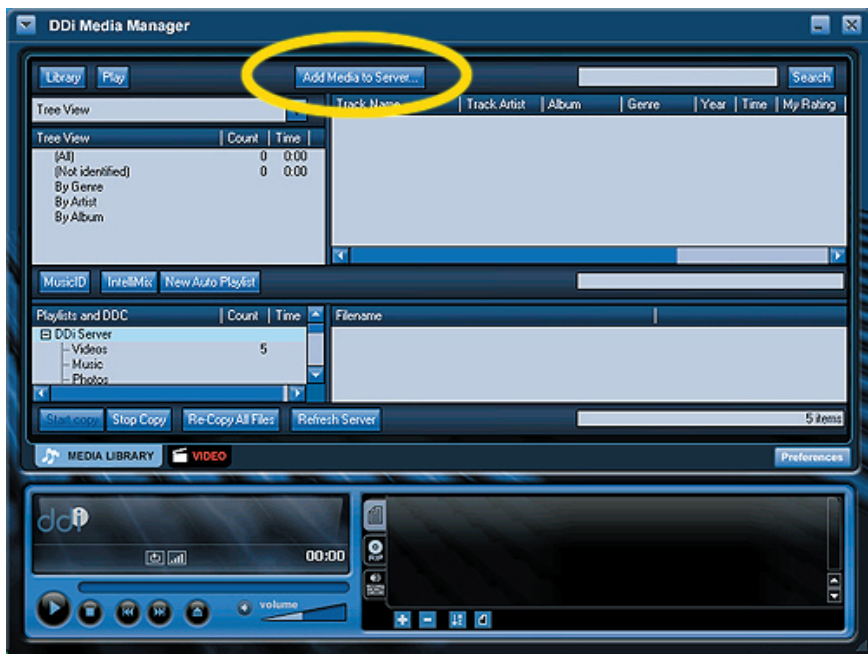 DDi Media Manager
Library Play Add Media to Server... Search
Tree View
Track Name Track Artist Album Genre Year Time My Rating
Tree View Count Time
(All) 0 0:00
(Not identified) 0 0:00
By Genre
By Artist
By Album
MusicID IntelliMix New Auto Playlist
Playlists and DDC Count Time Filename
DDi Server
Videos 5
Music
Photos
Start copy Stop Copy Re-Copy All Files Refresh Server 5 items
MEDIA LIBRARY VIDEO Preferences
ddi
00:00
volume